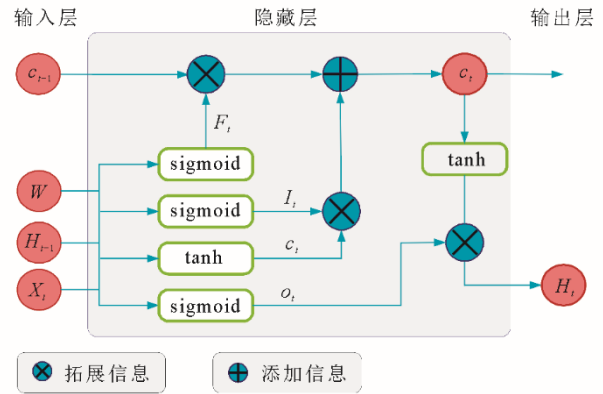 输入层
隐藏层
输出层
c_{t-1}
c_t
F_t
sigmoid
tanh
W
sigmoid
I_t
H_{t-1}
tanh
c_t
X_t
sigmoid
o_t
H_t
拓展信息
添加信息